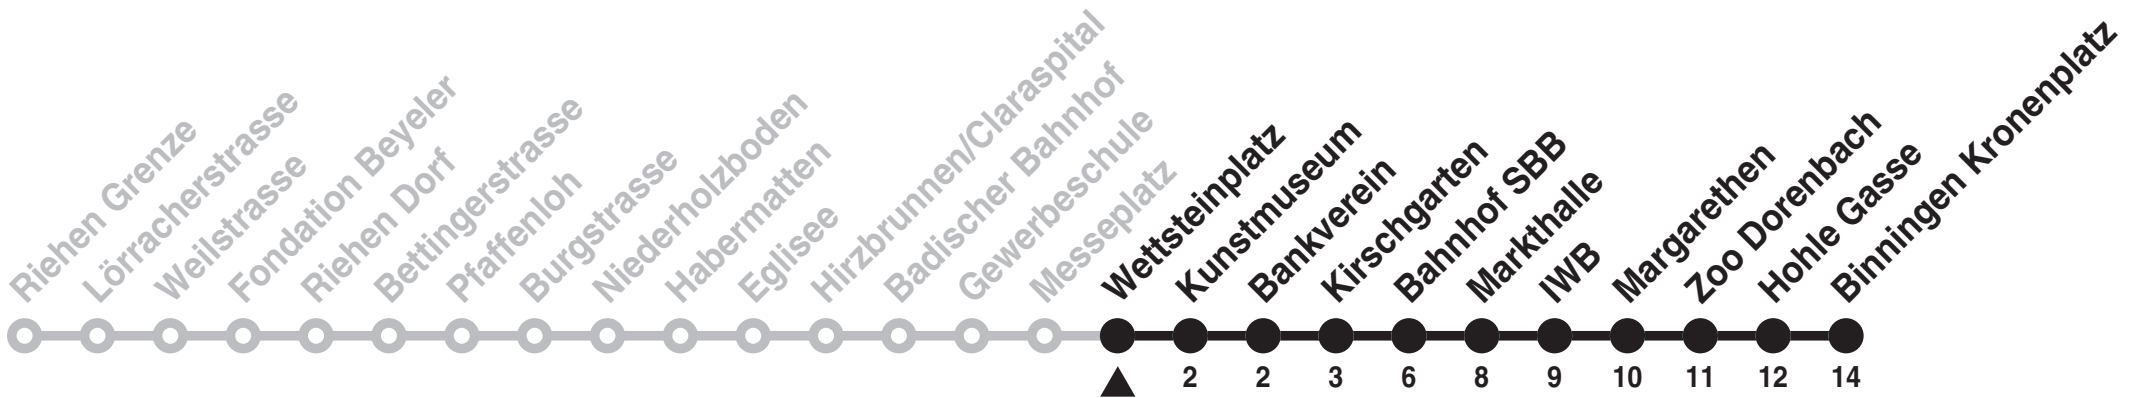 Riehen Grenze
Lörracherstrasse
Weilstrasse
Fondation Beyeler
Riehen Dorf
Bettingerstrasse
Pfaffenloh
Burgstrasse
Niederholzboden
Habermatten
Eglisee
Hirzbrunnen/Claraspital
Badischer Bahnhof
Gewerbeschule
Messeplatz
Wettsteinplatz
Kunstmuseum
Bankverein
Kirschgarten
Bahnhof SBB
Markthalle
IWB
Margarethen
Zoo Dorenbach
Hohle Gasse
Binningen Kronenplatz
2 2 3 6 8 9 10 11 12 14